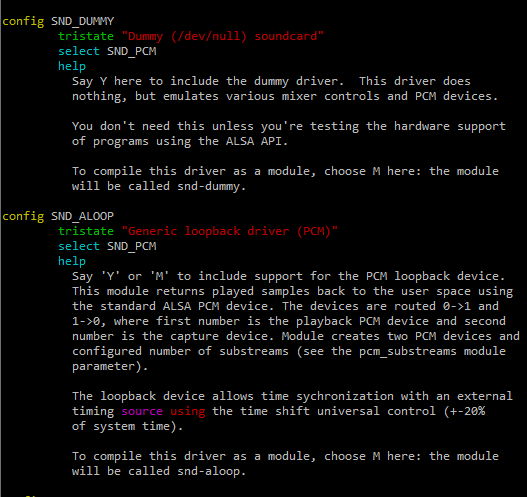 config SND_DUMMY
tristate "Dummy (/dev/null) soundcard"
select SND_PCM
help
Say Y here to include the dummy driver.  This driver does
nothing, but emulates various mixer controls and PCM devices.
You don't need this unless you're testing the hardware support
of programs using the ALSA API.
To compile this driver as a module, choose M here: the module
will be called snd-dummy.
config SND_ALOOP
tristate "Generic loopback driver (PCM)"
select SND_PCM
help
Say 'Y' or 'M' to include support for the PCM loopback device.
This module returns played samples back to the user space using
the standard ALSA PCM device. The devices are routed 0->1 and
1->0, where first number is the playback PCM device and second
number is the capture device. Module creates two PCM devices and
configured number of substreams (see the pcm_substreams module
parameter).
The loopback device allows time sychronization with an external
timing source using the time shift universal control (+-20%
of system time).
To compile this driver as a module, choose M here: the module
will be called snd-aloop.